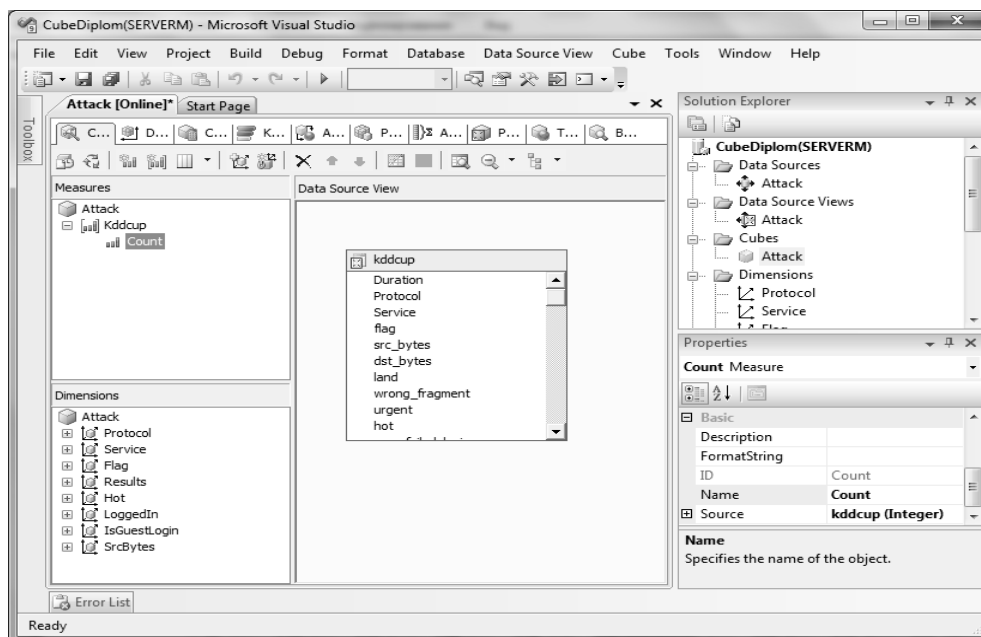 CubeDiplom(SERVERM) - Microsoft Visual Studio
File Edit View Project Build Debug Format Database Data Source View Cube Tools Window Help
Toolbox
Attack [Online]* Start Page
C... D... C... K... A... P... A... P... T... B...
Measures
Attack
Kddcup
Count
Dimensions
Attack
Protocol
Service
Flag
Results
Hot
LoggedIn
IsGuestLogin
SrcBytes
Data Source View
kddcup
Duration
Protocol
Service
flag
src_bytes
dst_bytes
land
wrong_fragment
urgent
hot
Solution Explorer
CubeDiplom(SERVERM)
Data Sources
Attack
Data Source Views
Attack
Cubes
Attack
Dimensions
Protocol
Service
Properties
Count Measure
Basic
Description
FormatString
ID Count
Name Count
Source kddcup (Integer)
Name
Specifies the name of the object.
Error List
Ready